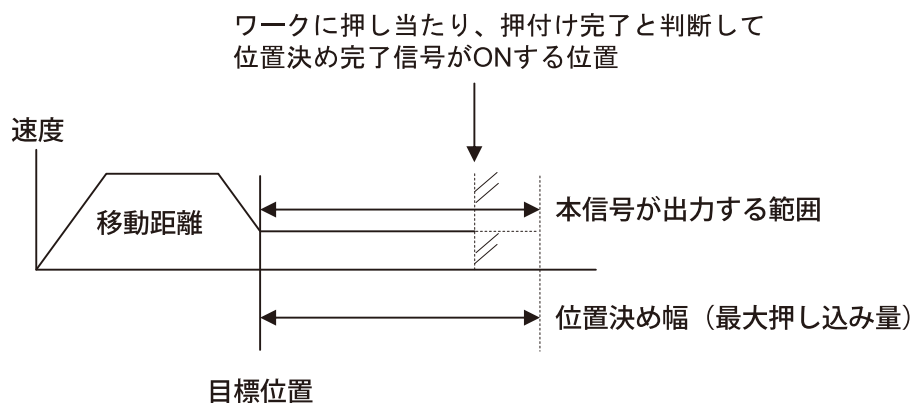 ワークに押し当たり、押付け完了と判断して
位置決め完了信号がONする位置
速度
移動距離
本信号が出力する範囲
位置決め幅（最大押し込み量）
目標位置